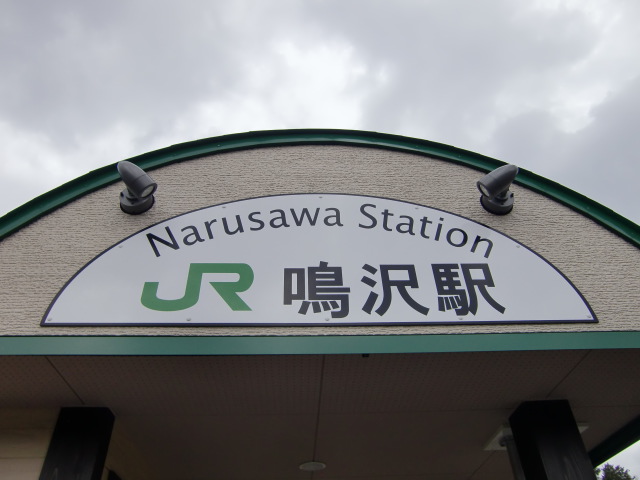 Narusawa Station
JR 鳴沢駅